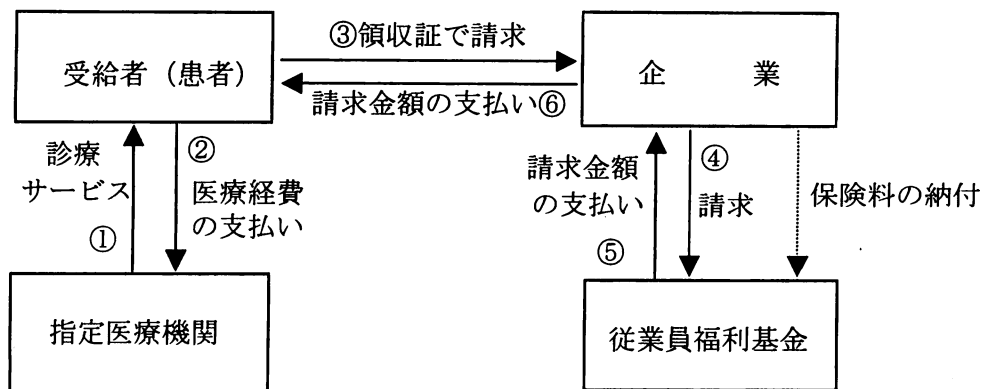 ③領収証で請求
受給者（患者）
企業
請求金額の支払い⑥
診療
サービス
①
②
医療経費
の支払い
請求金額
の支払い
⑤
④
請求
保険料の納付
指定医療機関
従業員福利基金